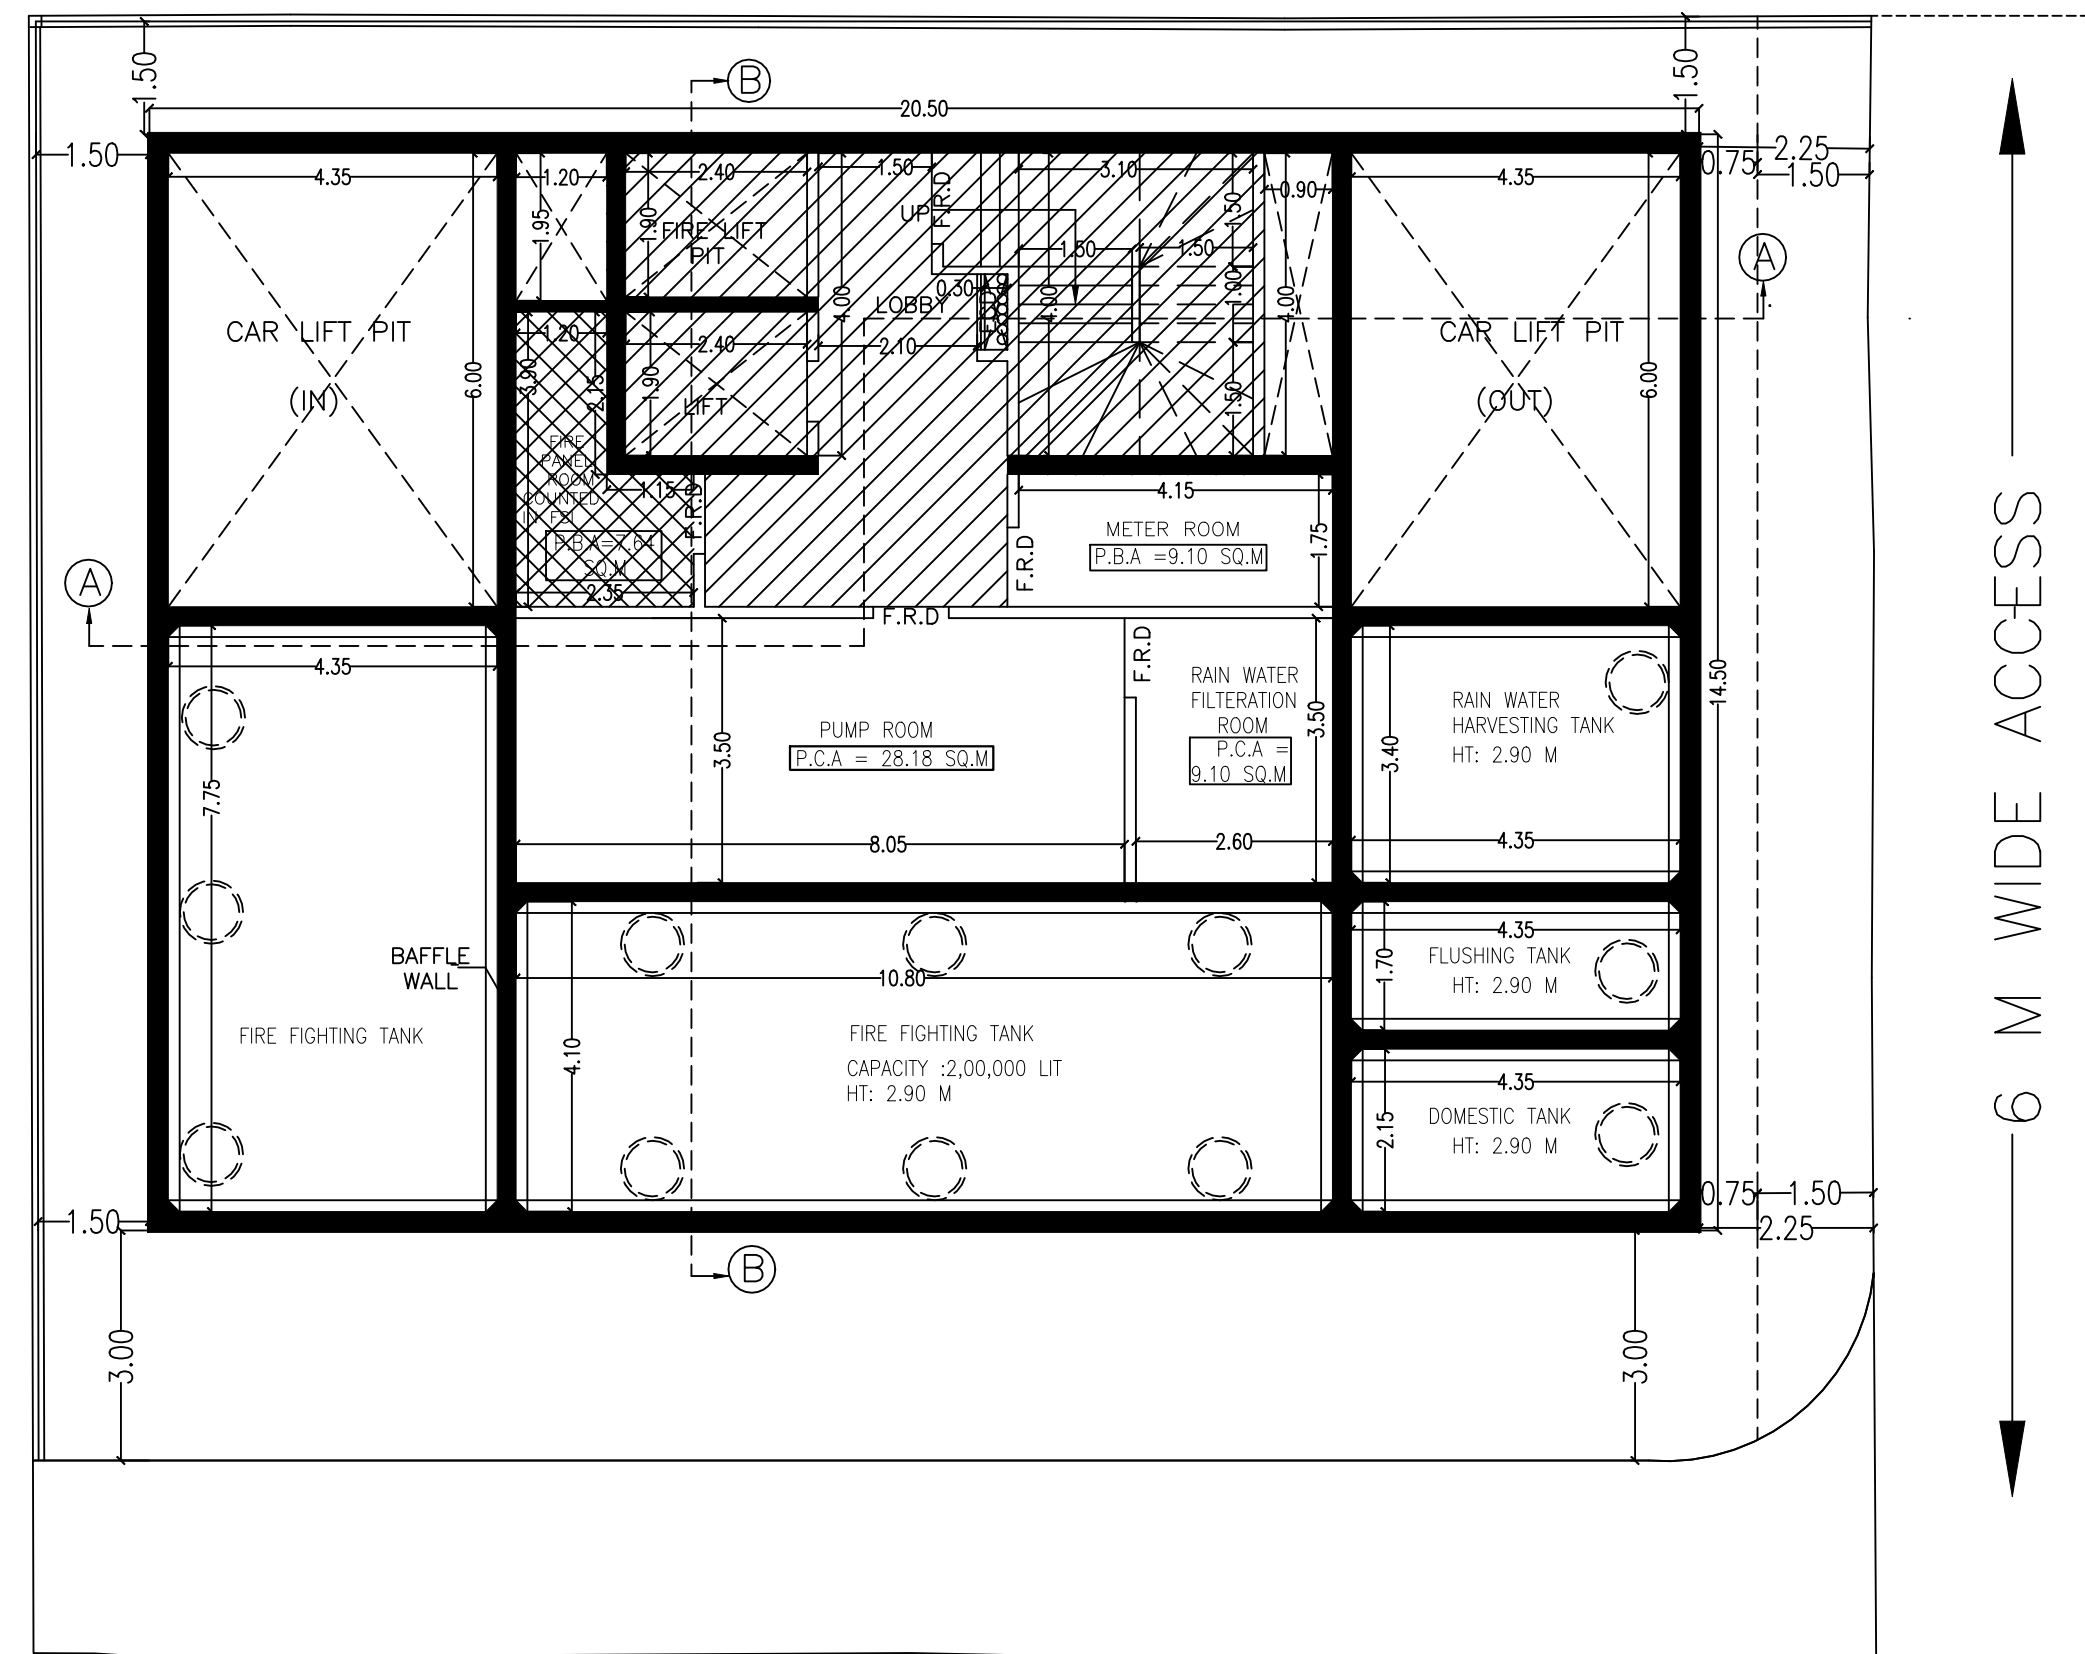 1.50
1.50
B
20.50
1.50
2.25
0.75
1.50
4.35
1.20
2.40
1.50
3.10
0.90
4.35
F.R.D
1.95
X
1.90
FIRE LIFT
PIT
UP
1.50
1.50
1.50
A
LOBBY
0.30
4.00
4.00
1.00
4.00
CAR LIFT PIT
(IN)
6.00
1.20
3.90
2.15
2.40
1.90
LIFT
2.10
1.50
CAR LIFT PIT
(OUT)
6.00
FIRE
PANEL
ROOM
COUNTED
IN FSI
P.B.A=7.64
SQ.M
1.15
2.35
F.R.D
4.15
METER ROOM
P.B.A =9.10 SQ.M
1.75
F.R.D
A
F.R.D
4.35
7.75
3.50
PUMP ROOM
P.C.A = 28.18 SQ.M
8.05
F.R.D
RAIN WATER
FILTERATION
ROOM
P.C.A =
9.10 SQ.M
3.50
2.60
RAIN WATER
HARVESTING TANK
HT: 2.90 M
3.40
4.35
14.50
BAFFLE
WALL
FIRE FIGHTING TANK
10.80
4.10
FIRE FIGHTING TANK
CAPACITY :2,00,000 LIT
HT: 2.90 M
4.35
1.70
FLUSHING TANK
HT: 2.90 M
4.35
2.15
DOMESTIC TANK
HT: 2.90 M
1.50
0.75
1.50
2.25
B
3.00
3.00
6 M WIDE ACCESS